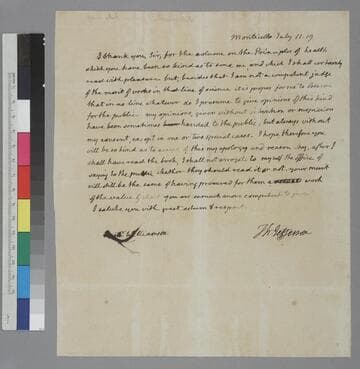 Monticello July 11. 19
I thank you, Sir, for the volume on the Principles of health
which you have been so kind as to send me and which I shall certainly
read with pleasure. but, besides that I am not a competent judge
of the merit of works in that line of science, it is proper for me to observe
that in no line whatever do I presume to give opinions of this kind
for the public. my opinions, given without
have been sometimes handed to the public, but always without
my consent, except in one or two special cases. I hope therefore you
will be so kind as to accept of this my apology and reason why, after I
shall have read the book, I shall not arrogate to myself the office of
saying to the public whether they should read it or not. your merit
will still be the same of having procured for them a work
of the value of which you are so much more competent to judge.
I salute you with great esteem & respect.
Th: Jefferson